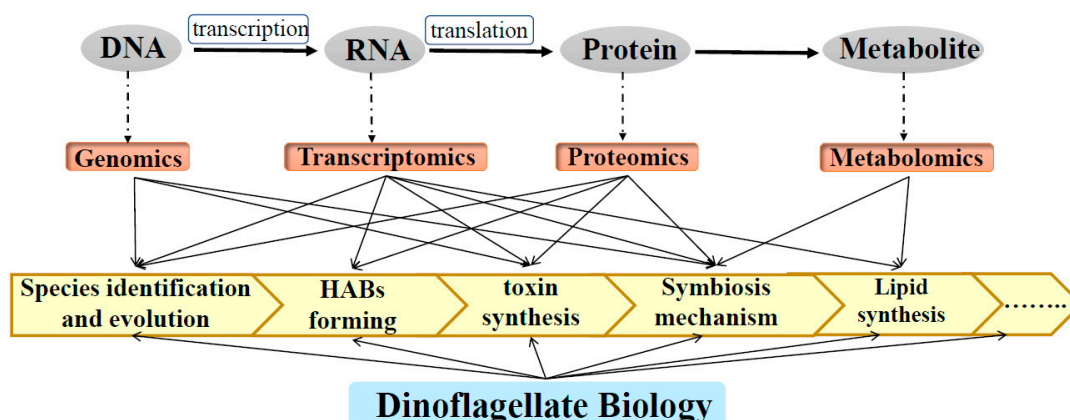 transcription
translation
DNA
RNA
Protein
Metabolite
Genomics
Transcriptomics
Proteomics
Metabolomics
Species identification
and evolution
HABs
forming
toxin
synthesis
Symbiosis
mechanism
Lipid
synthesis
……..
Dinoflagellate Biology